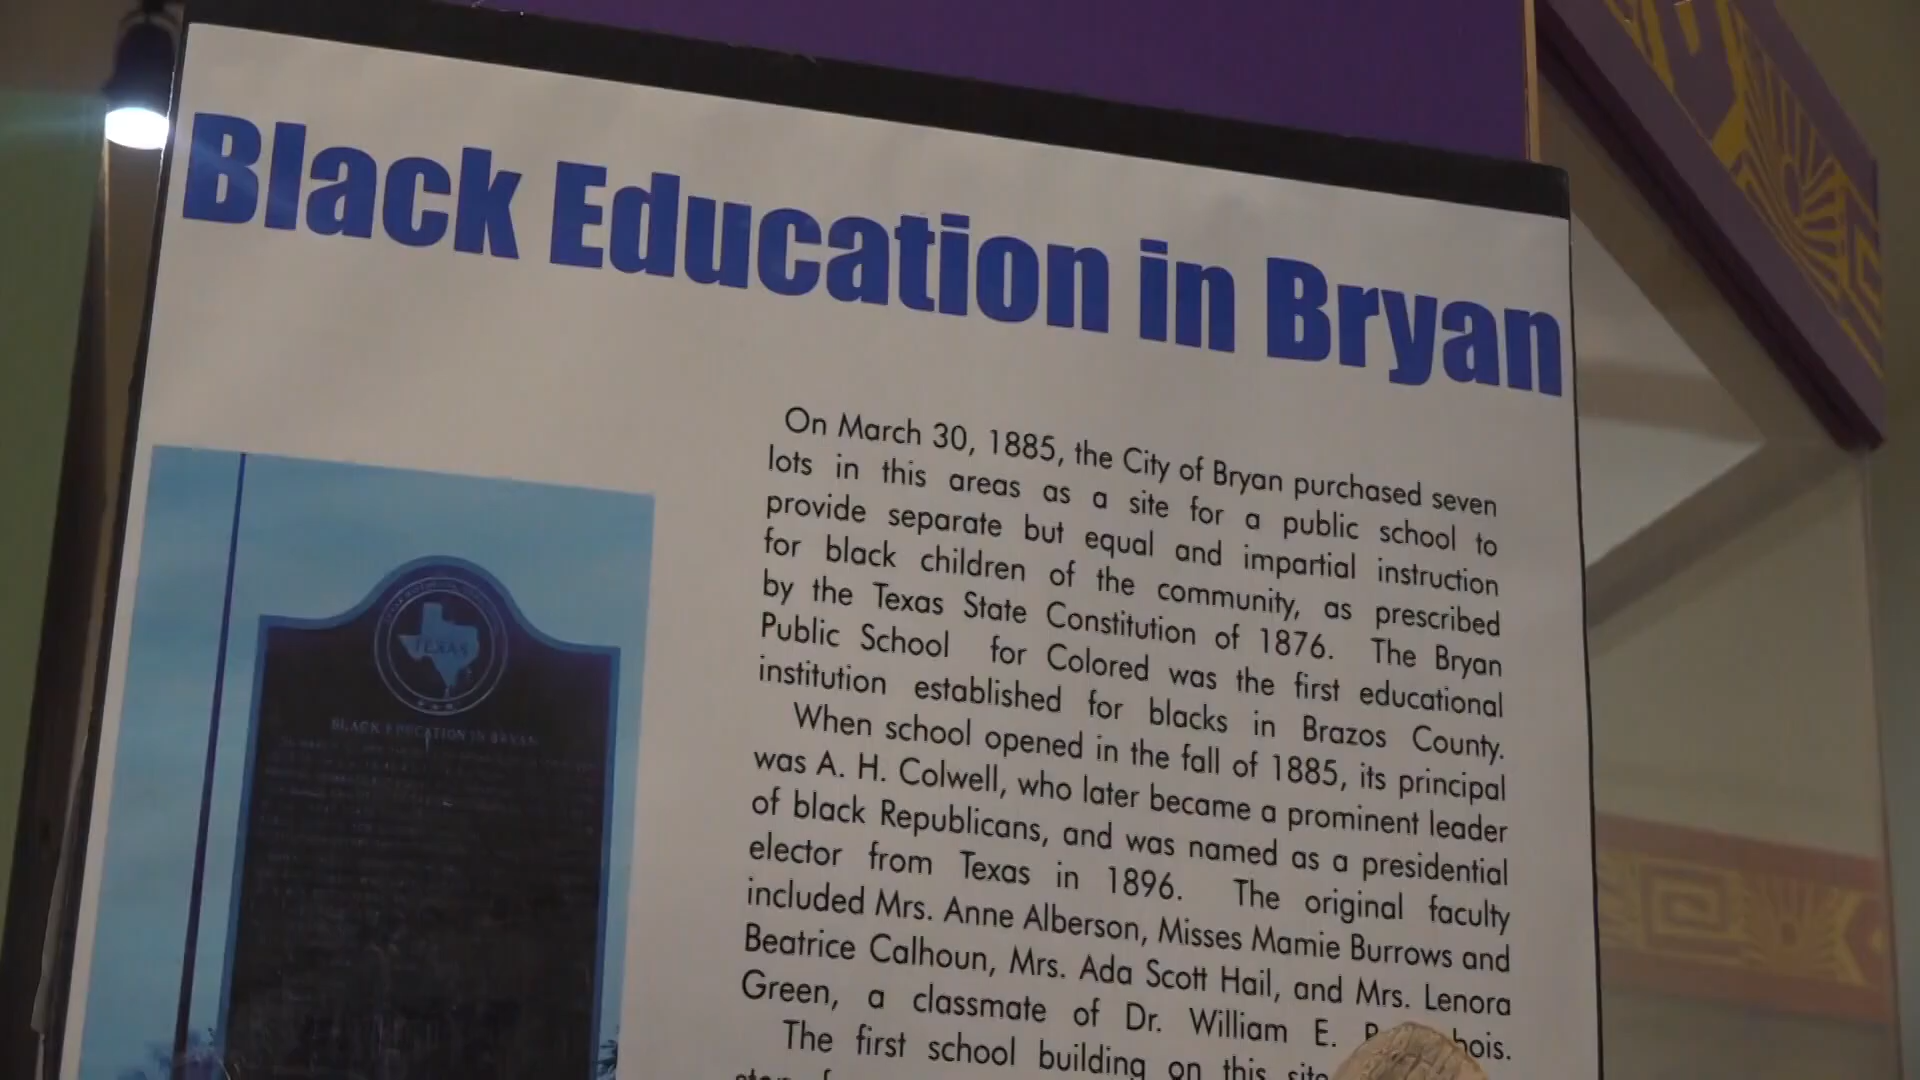 Black Education in Bryan
On March 30, 1885, the City of Bryan purchased seven
lots in this areas as a site for a public school to
provide separate but equal and impartial instruction
for black children of the community, as prescribed
by the Texas State Constitution of 1876. The Bryan
Public School for Colored was the first educational
institution established for blacks in Brazos County.
When school opened in the fall of 1885, its principal
was A. H. Colwell, who later became a prominent leader
of black Republicans, and was named as a presidential
elector from Texas in 1896. The original faculty
included Mrs. Anne Alberson, Misses Mamie Burrows and
Beatrice Calhoun, Mrs. Ada Scott Hail, and Mrs. Lenora
Green, a classmate of Dr. William E.
The first school building on this site
TEXAS
BLACK EDUCATION IN BRYAN